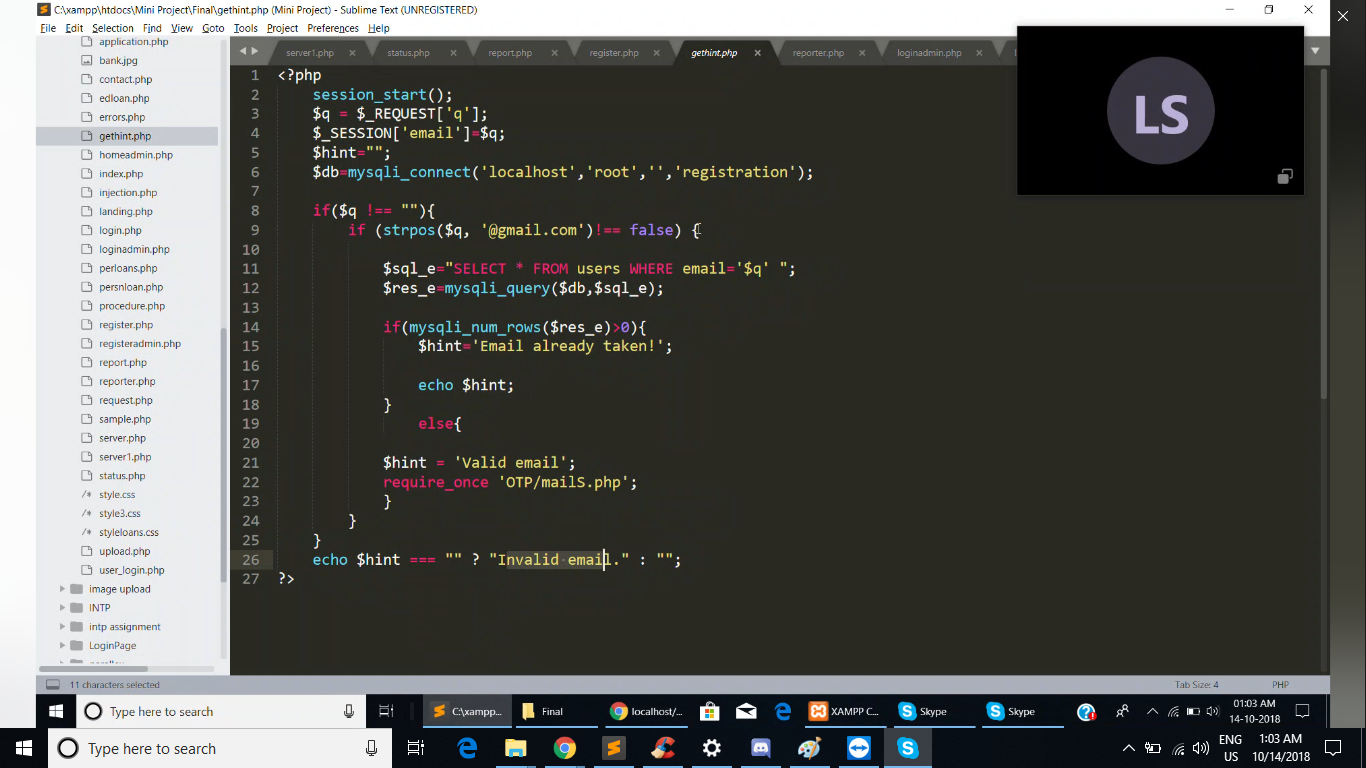 C:\xampp\htdocs\Mini Project\Final\gethint.php (Mini Project) - Sublime Text (UNREGISTERED)
File Edit Selection Find View Goto Tools Project Preferences Help
application.php
bank.jpg
contact.php
edloan.php
errors.php
gethint.php
homeadmin.php
index.php
injection.php
landing.php
login.php
loginadmin.php
perloans.php
persnloan.php
procedure.php
register.php
registeradmin.php
report.php
reporter.php
request.php
sample.php
server.php
server1.php
status.php
/* style.css
/* style3.css
/* styleloans.css
upload.php
user_login.php
image upload
INTP
intp assignment
LoginPage
server1.php status.php report.php register.php gethint.php reporter.php loginadmin.php
LS
1 <?php
2 session_start();
3 $q = $_REQUEST['q'];
4 $_SESSION['email']=$q;
5 $hint="";
6 $db=mysqli_connect('localhost','root','','registration');
7
8 if($q !== ""){
9 if (strpos($q, '@gmail.com')!== false) {
10
11 $sql_e="SELECT * FROM users WHERE email='$q' ";
12 $res_e=mysqli_query($db,$sql_e);
13
14 if(mysqli_num_rows($res_e)>0){
15 $hint='Email already taken!';
16
17 echo $hint;
18 }
19 else{
20
21 $hint = 'Valid email';
22 require_once 'OTP/mailS.php';
23 }
24 }
25 }
26 echo $hint === "" ? "Invalid email." : "";
27 ?>
11 characters selected Tab Size: 4 PHP
Type here to search C:\xampp... Final localhost/... XAMPP C... Skype Skype 01:03 AM
14-10-2018
Type here to search ENG 1:03 AM
US 10/14/2018